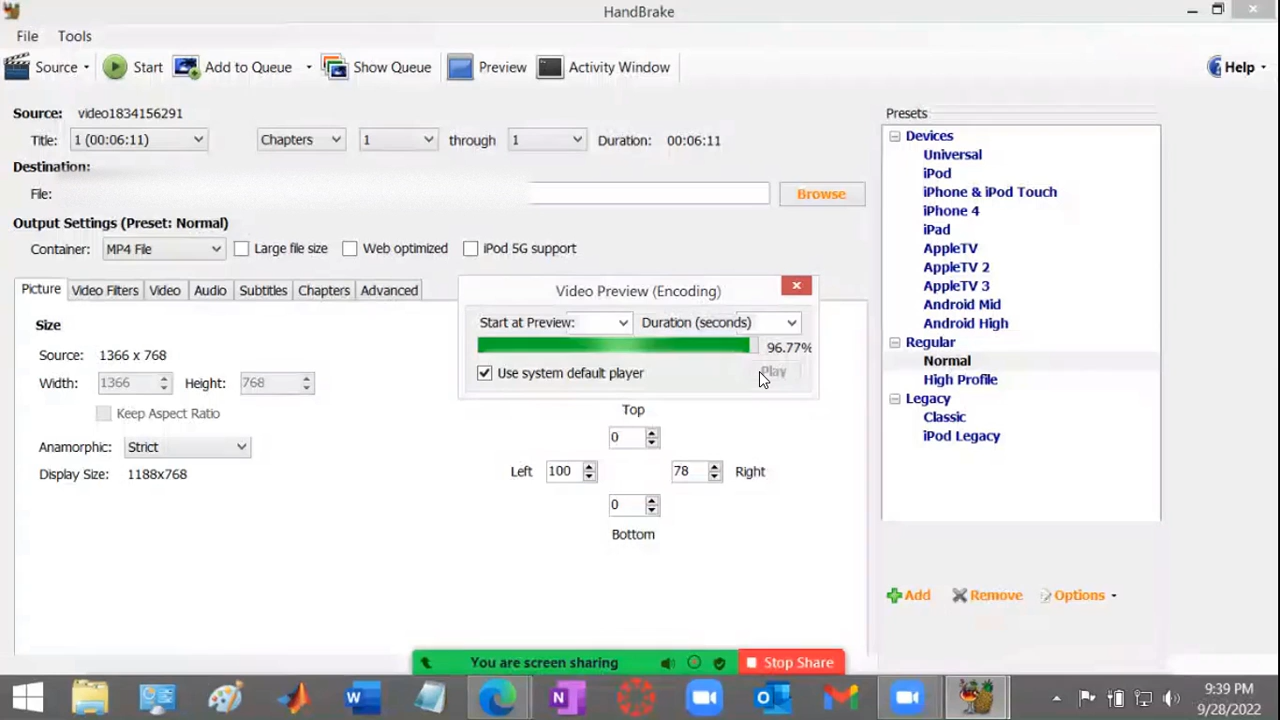 HandBrake
File Tools
Source Start Add to Queue Show Queue Preview Activity Window Help
Source: video1834156291
Title: 1 (00:06:11) Chapters 1 through 1 Duration: 00:06:11
Destination:
File: Browse
Output Settings (Preset: Normal)
Container: MP4 File Large file size Web optimized iPod 5G support
Picture Video Filters Video Audio Subtitles Chapters Advanced
Size
Source: 1366 x 768
Width: 1366 Height: 768
Keep Aspect Ratio
Anamorphic: Strict
Display Size: 1188x768
Video Preview (Encoding)
Start at Preview: Duration (seconds)
96.77%
Use system default player Play
Top
0
Left 100 78 Right
0
Bottom
Presets
Devices
Universal
iPod
iPhone & iPod Touch
iPhone 4
iPad
AppleTV
AppleTV 2
AppleTV 3
Android Mid
Android High
Regular
Normal
High Profile
Legacy
Classic
iPod Legacy
Add Remove Options
You are screen sharing Stop Share
9:39 PM
9/28/2022